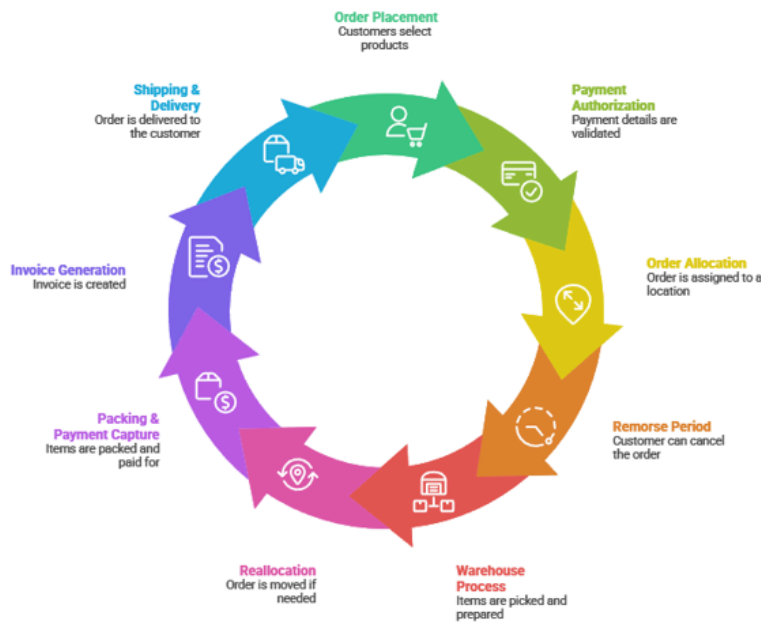 Order Placement
Customers select
products
Payment
Authorization
Payment details are
validated
Order Allocation
Order is assigned to a
location
Remorse Period
Customer can cancel
the order
Warehouse
Process
Items are picked and
prepared
Reallocation
Order is moved if
needed
Packing &
Payment Capture
Items are packed and
paid for
Invoice Generation
Invoice is created
Shipping &
Delivery
Order is delivered to
the customer